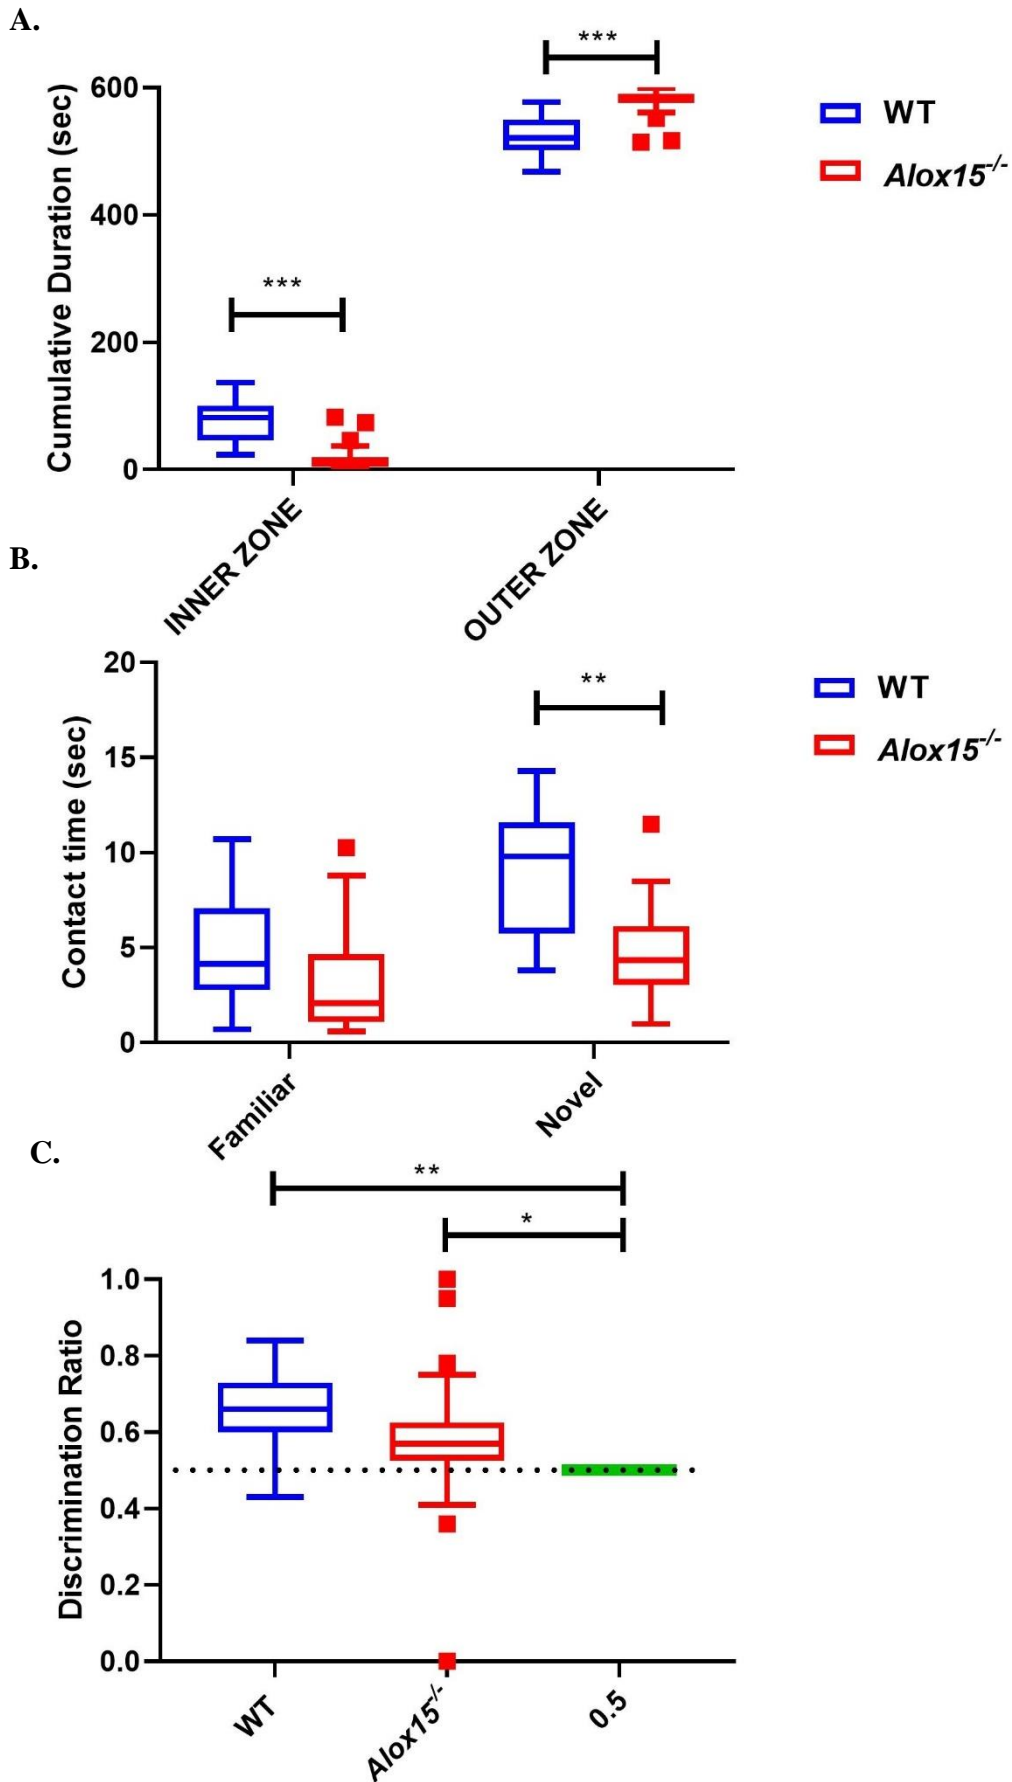 A.
***
600
WT
Alox15-/-
400
***
200
0
Cumulative Duration (sec)
INNER ZONE
OUTER ZONE
B.
20
WT
**
Alox15-/-
15
10
5
0
Contact time (sec)
Familiar
Novel
C.
**
*
1.0
0.8
0.6
0.4
0.2
0.0
Discrimination Ratio
WT
Alox15-/-
0.5